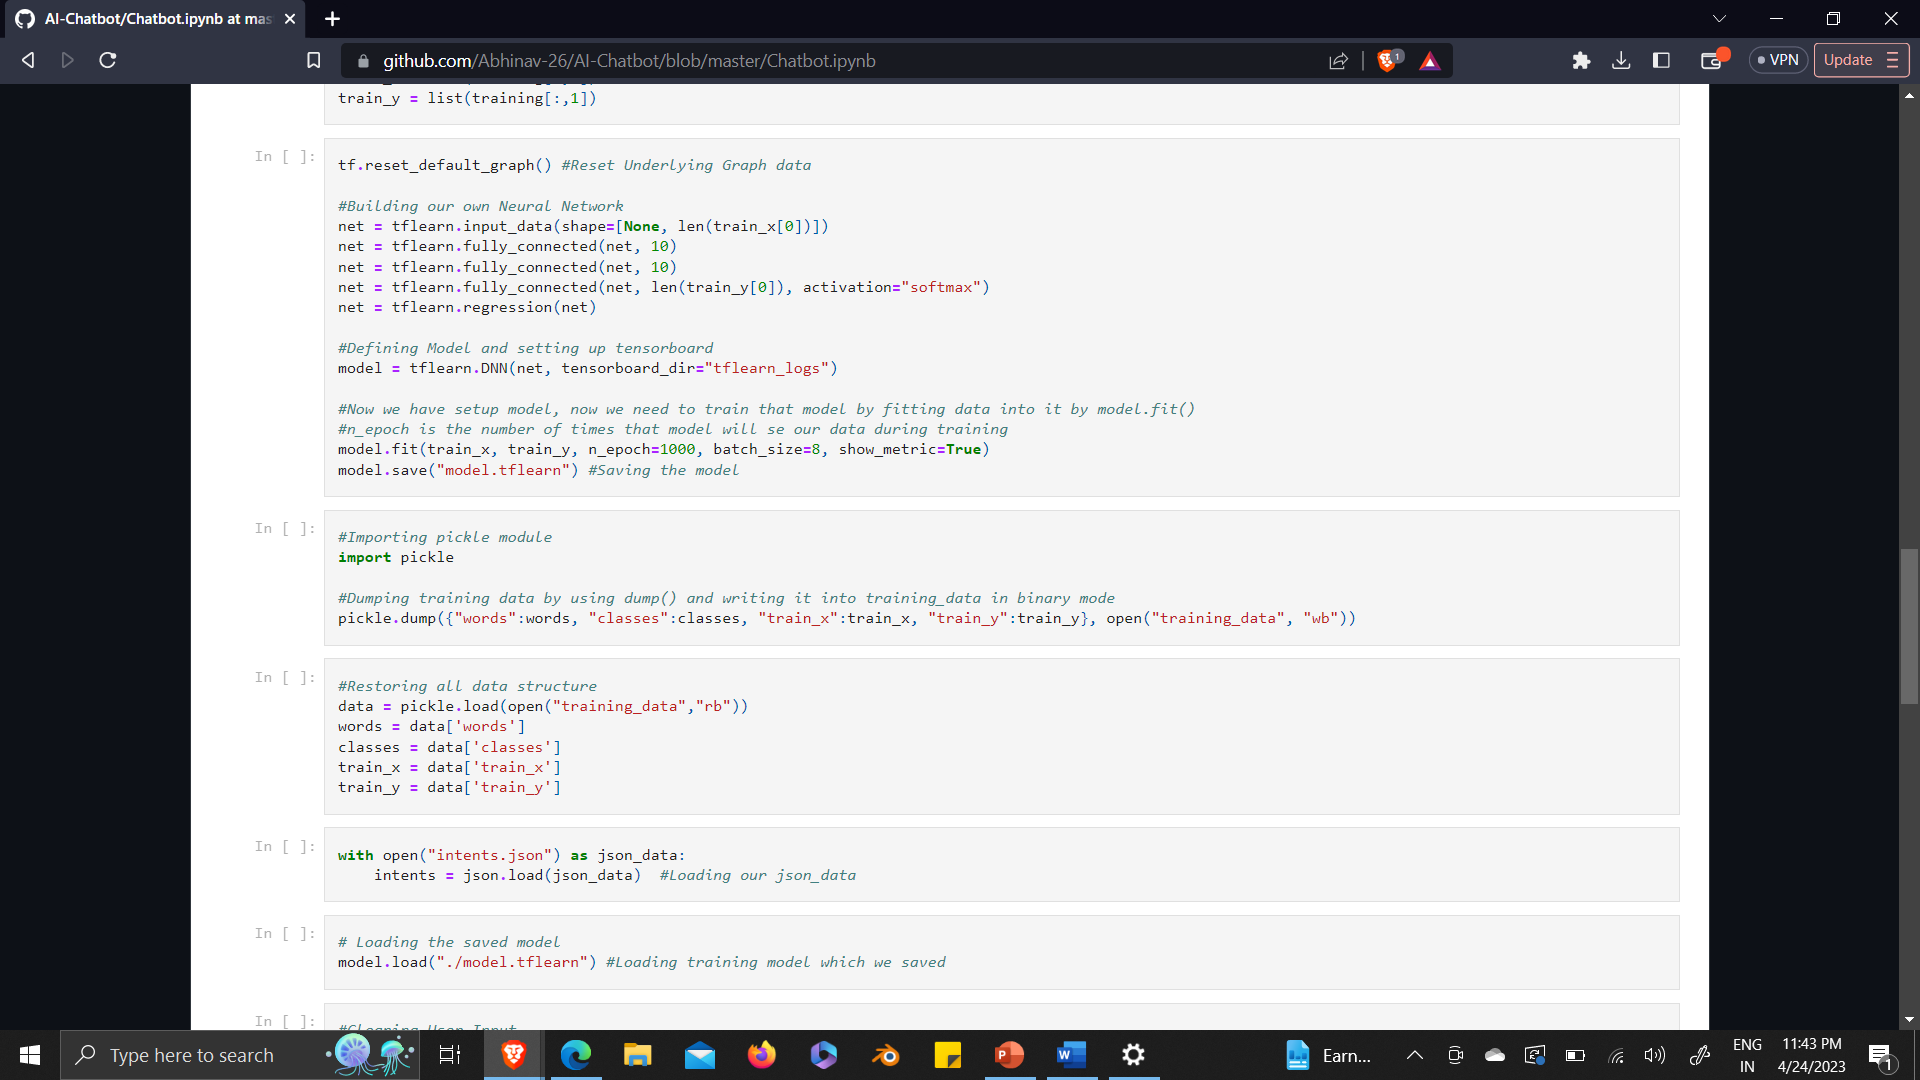 AI-Chatbot/Chatbot.ipynb at mas
github.com/Abhinav-26/AI-Chatbot/blob/master/Chatbot.ipynb
1
VPN
Update
train_y = list(training[:,1])
In [ ]:
tf.reset_default_graph() #Reset Underlying Graph data
#Building our own Neural Network
net = tflearn.input_data(shape=[None, len(train_x[0])])
net = tflearn.fully_connected(net, 10)
net = tflearn.fully_connected(net, 10)
net = tflearn.fully_connected(net, len(train_y[0]), activation="softmax")
net = tflearn.regression(net)
#Defining Model and setting up tensorboard
model = tflearn.DNN(net, tensorboard_dir="tflearn_logs")
#Now we have setup model, now we need to train that model by fitting data into it by model.fit()
#n_epoch is the number of times that model will se our data during training
model.fit(train_x, train_y, n_epoch=1000, batch_size=8, show_metric=True)
model.save("model.tflearn") #Saving the model
In [ ]:
#Importing pickle module
import pickle
#Dumping training data by using dump() and writing it into training_data in binary mode
pickle.dump({"words":words, "classes":classes, "train_x":train_x, "train_y":train_y}, open("training_data", "wb"))
In [ ]:
#Restoring all data structure
data = pickle.load(open("training_data","rb"))
words = data['words']
classes = data['classes']
train_x = data['train_x']
train_y = data['train_y']
In [ ]:
with open("intents.json") as json_data:
    intents = json.load(json_data)  #Loading our json_data
In [ ]:
# Loading the saved model
model.load("./model.tflearn") #Loading training model which we saved
In [ ]:
#Cleaning User Input
Type here to search
Earn...
ENG
IN
11:43 PM
4/24/2023
1